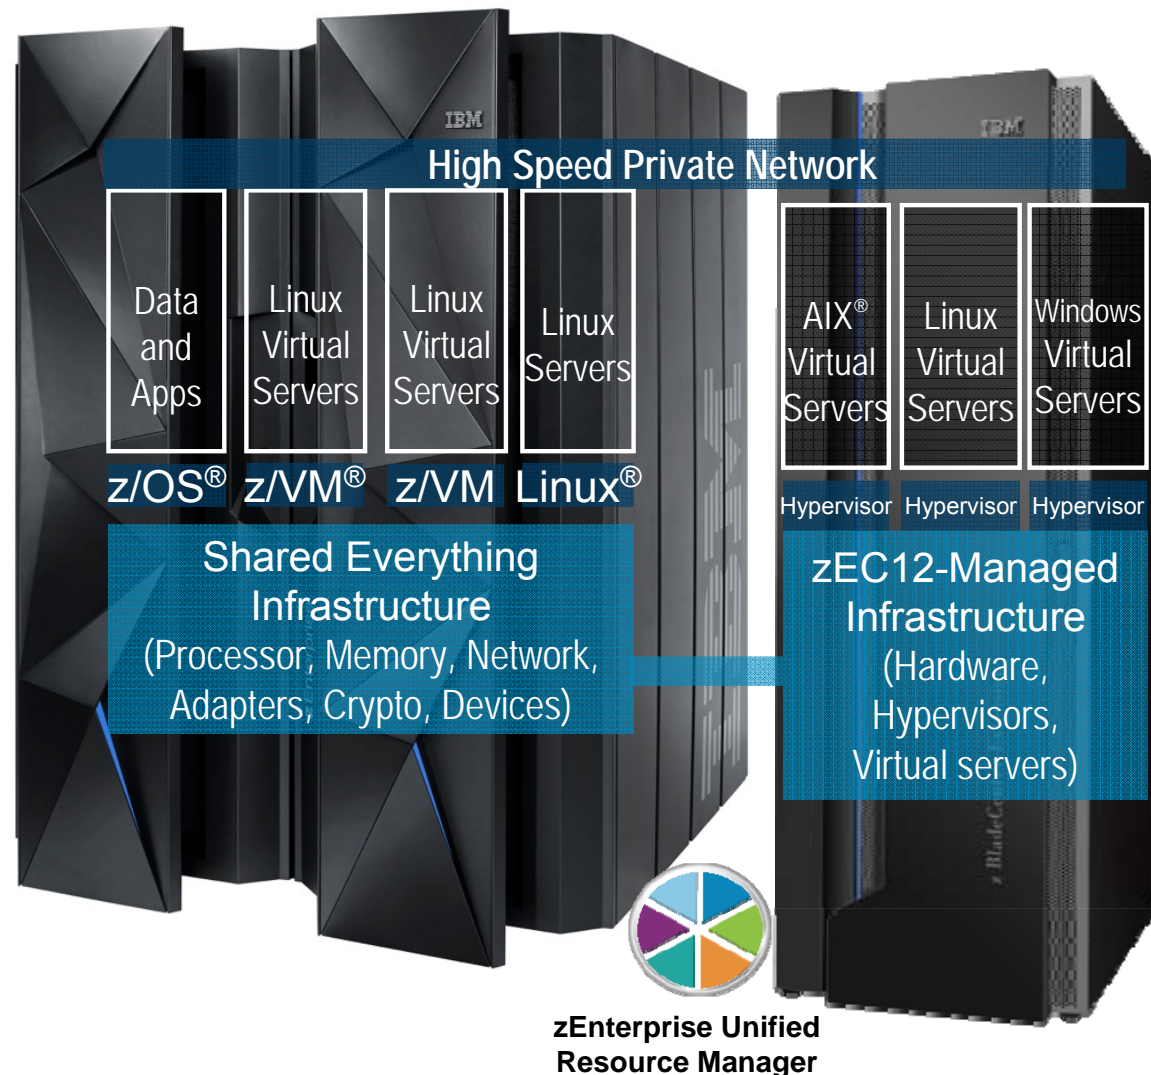 IBM
IBM
High Speed Private Network
Data
and
Apps
Linux
Virtual
Servers
Linux
Virtual
Servers
Linux
Servers
AIX®
Virtual
Servers
Linux
Virtual
Servers
Windows
Virtual
Servers
z/OS® z/VM® z/VM Linux®
Hypervisor Hypervisor Hypervisor
Shared Everything
Infrastructure
(Processor, Memory, Network,
Adapters, Crypto, Devices)
zEC12-Managed
Infrastructure
(Hardware,
Hypervisors,
Virtual servers)
IBM
zEnterprise Unified
Resource Manager